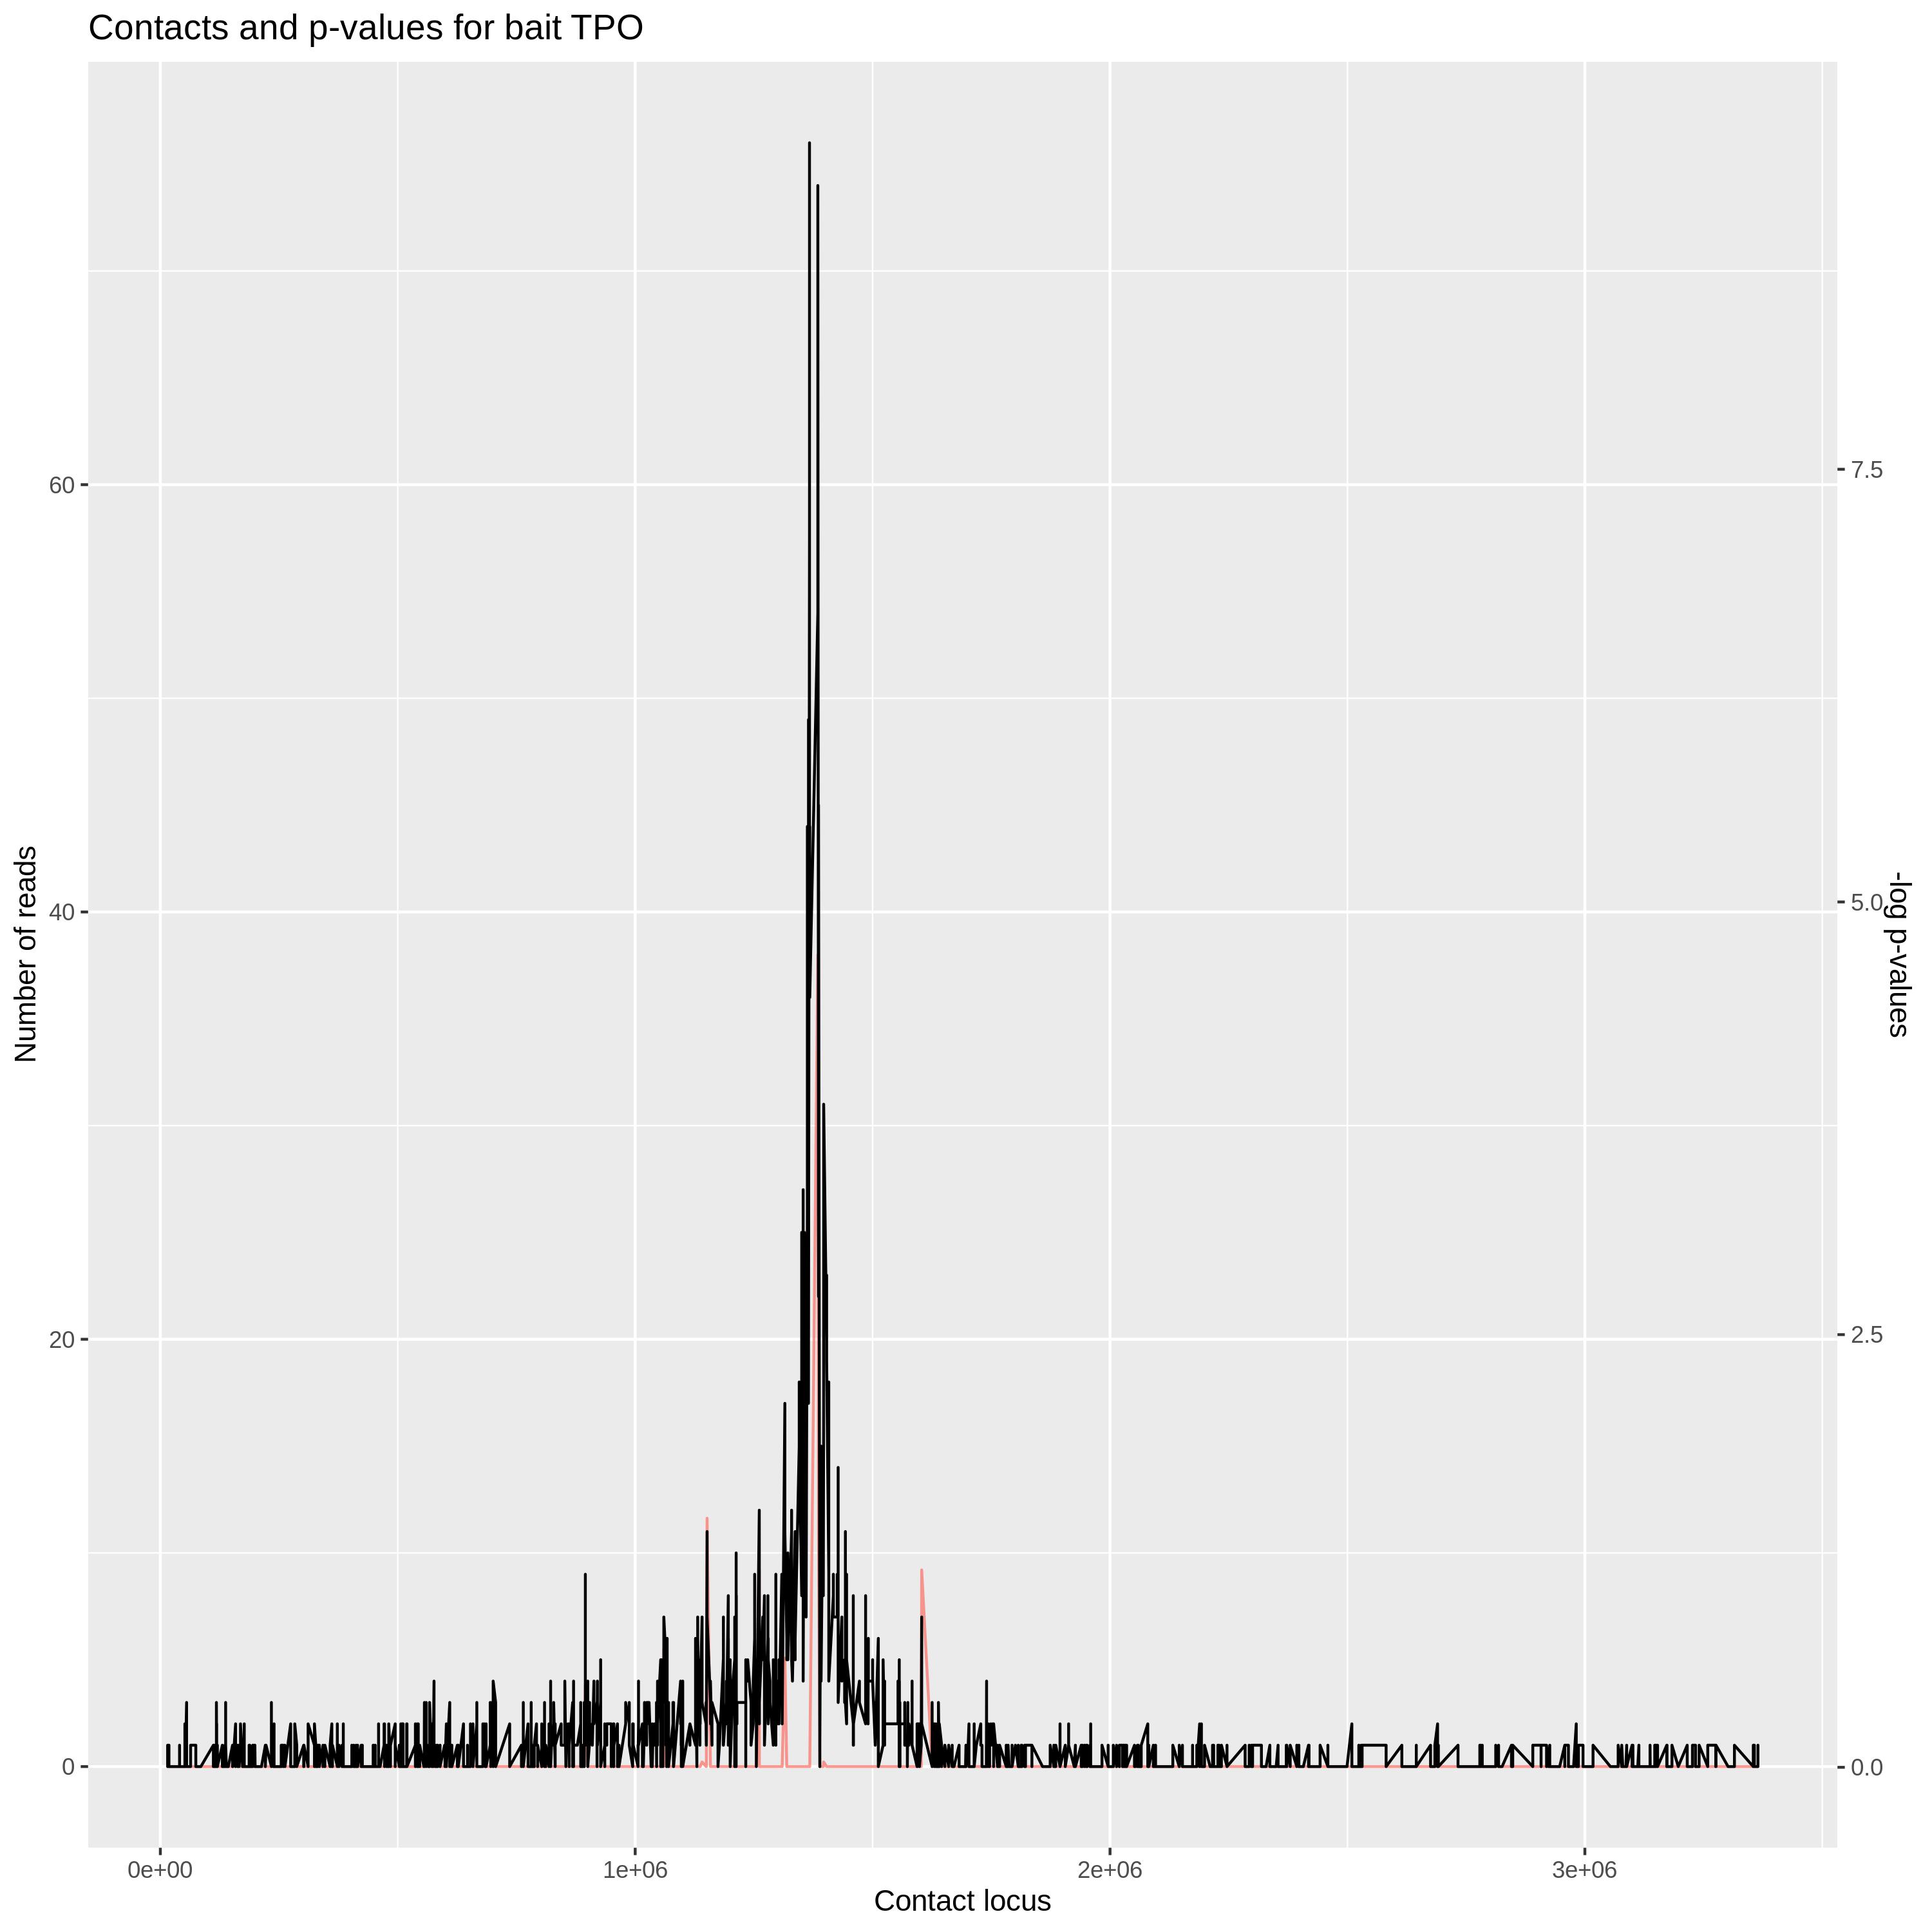 Contacts and p-values for bait TPO
Number of reads
60
40
20
0
7.5
5.0
2.5
0.0
-log p-values
0e+00 1e+06 2e+06 3e+06
Contact locus